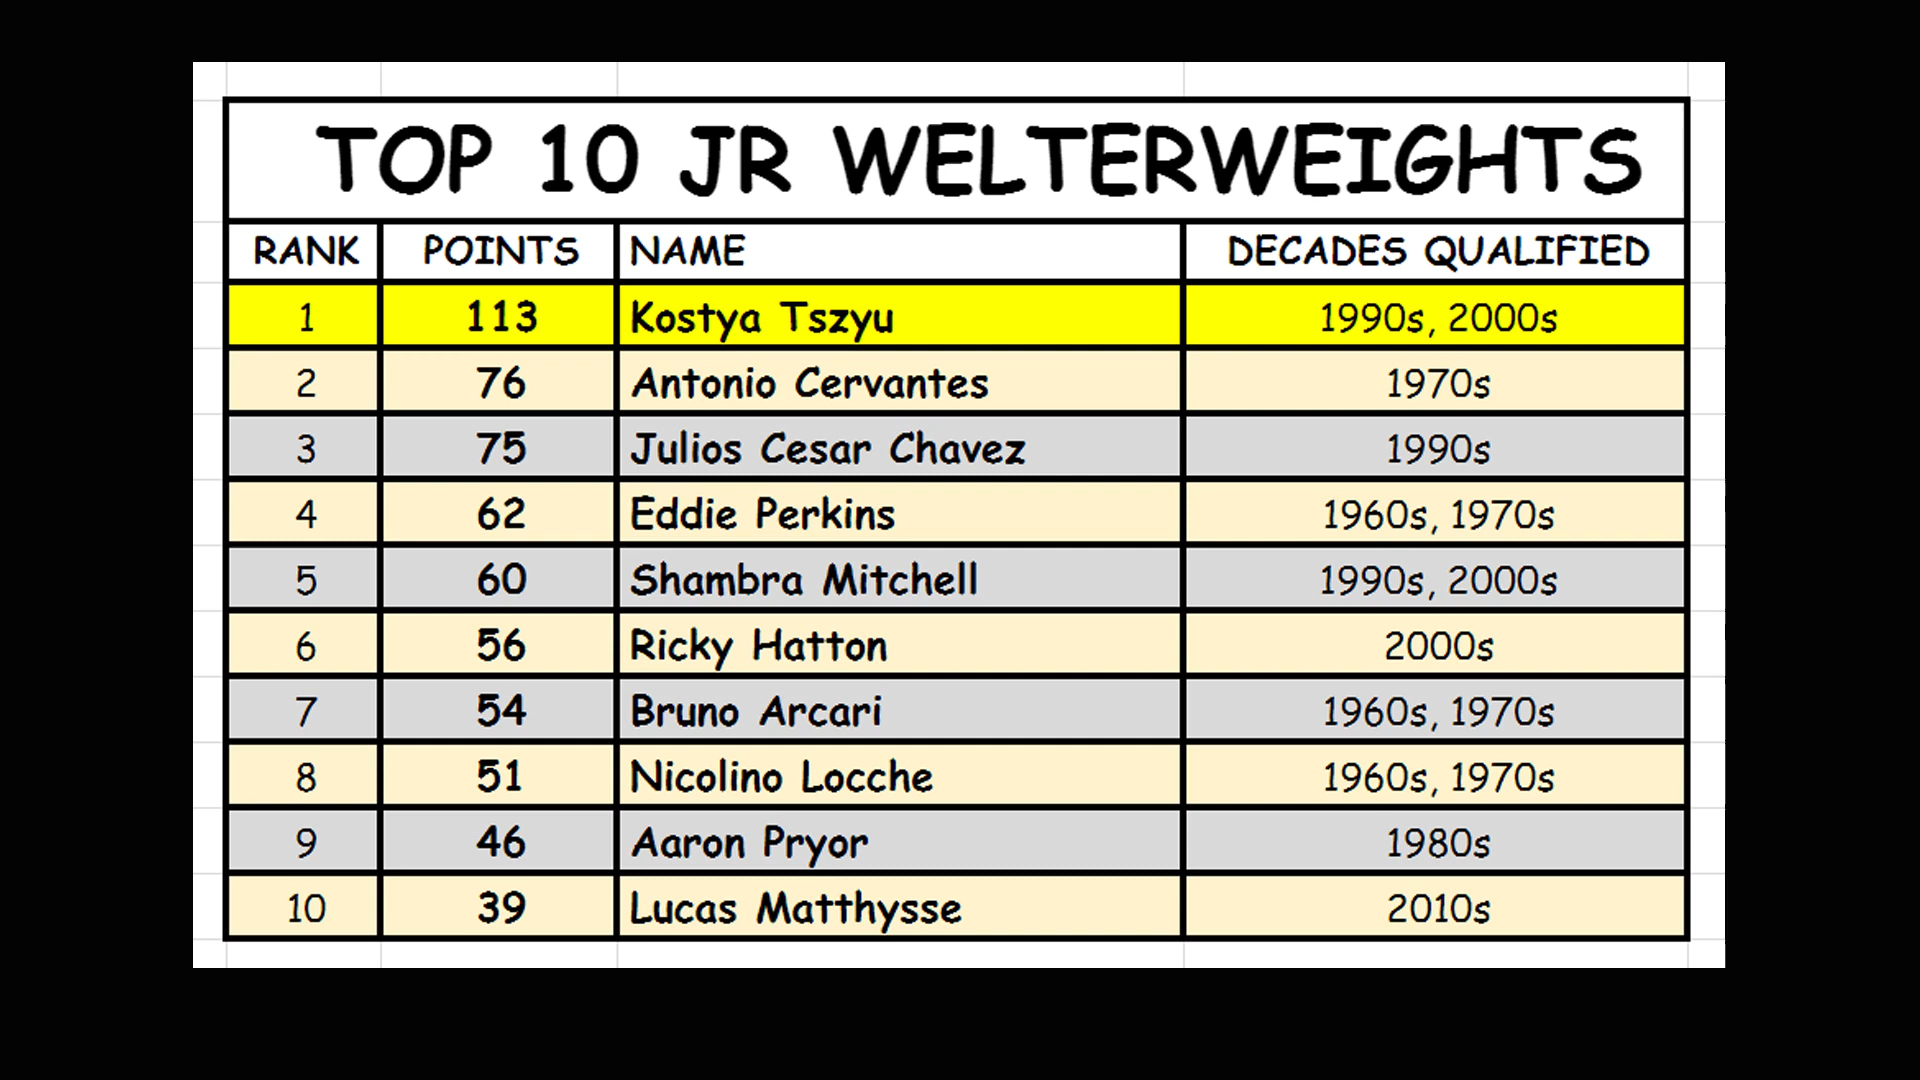 TOP 10 JR WELTERWEIGHTS
RANK POINTS NAME DECADES QUALIFIED
1 113 Kostya Tszyu 1990s, 2000s
2 76 Antonio Cervantes 1970s
3 75 Julios Cesar Chavez 1990s
4 62 Eddie Perkins 1960s, 1970s
5 60 Shambra Mitchell 1990s, 2000s
6 56 Ricky Hatton 2000s
7 54 Bruno Arcari 1960s, 1970s
8 51 Nicolino Locche 1960s, 1970s
9 46 Aaron Pryor 1980s
10 39 Lucas Matthysse 2010s